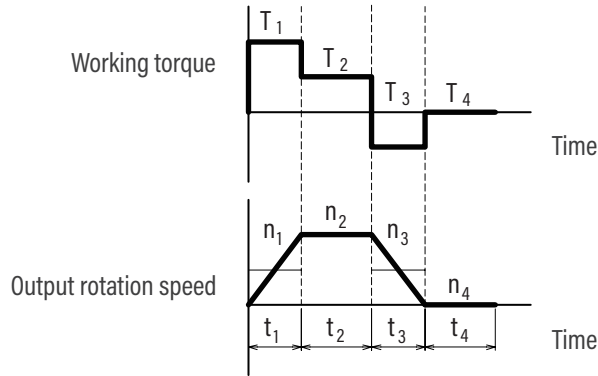 T₁
T₂
Working torque
T₃ T₄
Time
n₁ n₂ n₃
Output rotation speed
n₄
t₁ t₂ t₃ t₄
Time